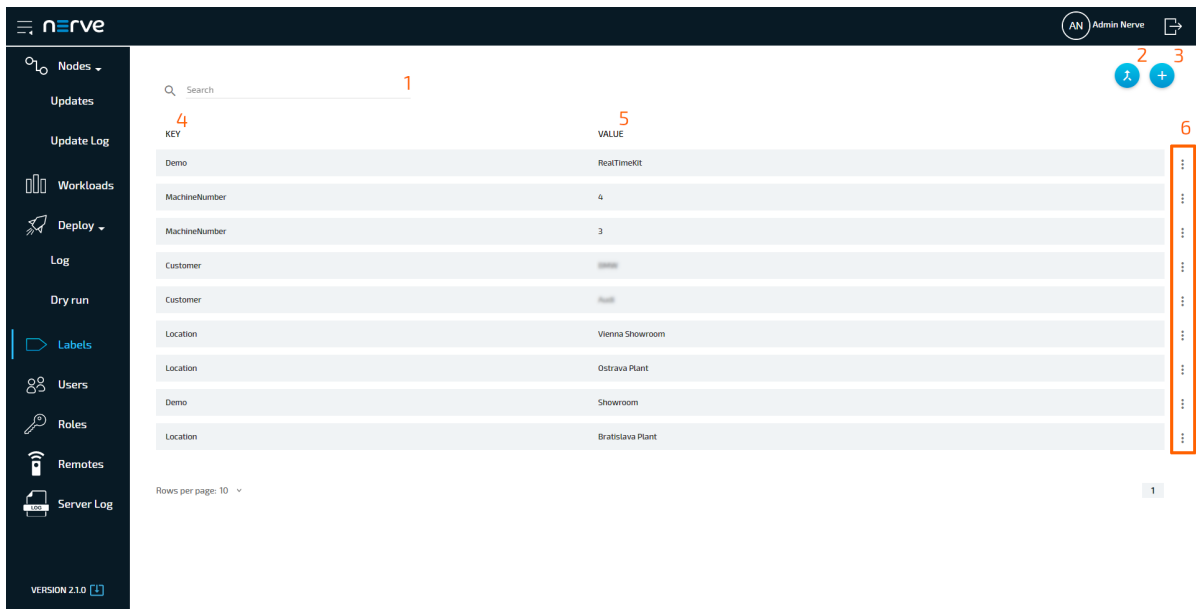 nerve
AN Admin Nerve
Nodes
Updates
Update Log
Workloads
Deploy
Log
Dry run
Labels
Users
Roles
Remotes
LOG
Server Log
VERSION 2.1.0
Search
1
2
3
4
5
6
KEY VALUE
Demo RealTimeKit
MachineNumber 4
MachineNumber 3
Customer
Customer
Location Vienna Showroom
Location Ostrava Plant
Demo Showroom
Location Bratislava Plant
Rows per page: 10
1